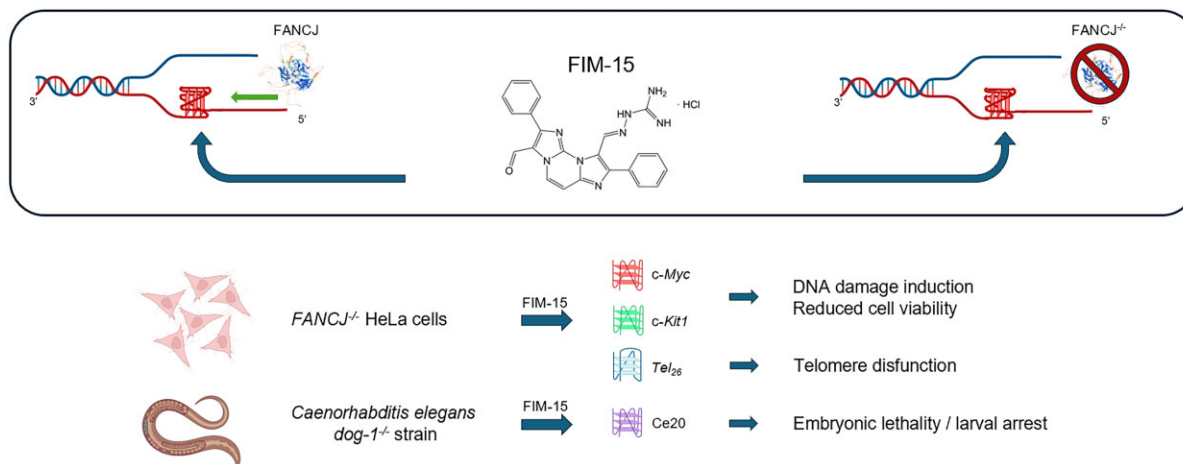 FANCJ
3'
5'
FIM-15
NH₂
HN
NH
N
· HCl
N
N
N
O
N
FANCJ⁻/⁻
3'
5'
FANCJ⁻/⁻ HeLa cells
FIM-15
c-Myc
c-Kit1
Tel₂₆
DNA damage induction
Reduced cell viability
Telomere disfunction
Caenorhabditis elegans
dog-1⁻/⁻ strain
FIM-15
Ce20
Embryonic lethality / larval arrest